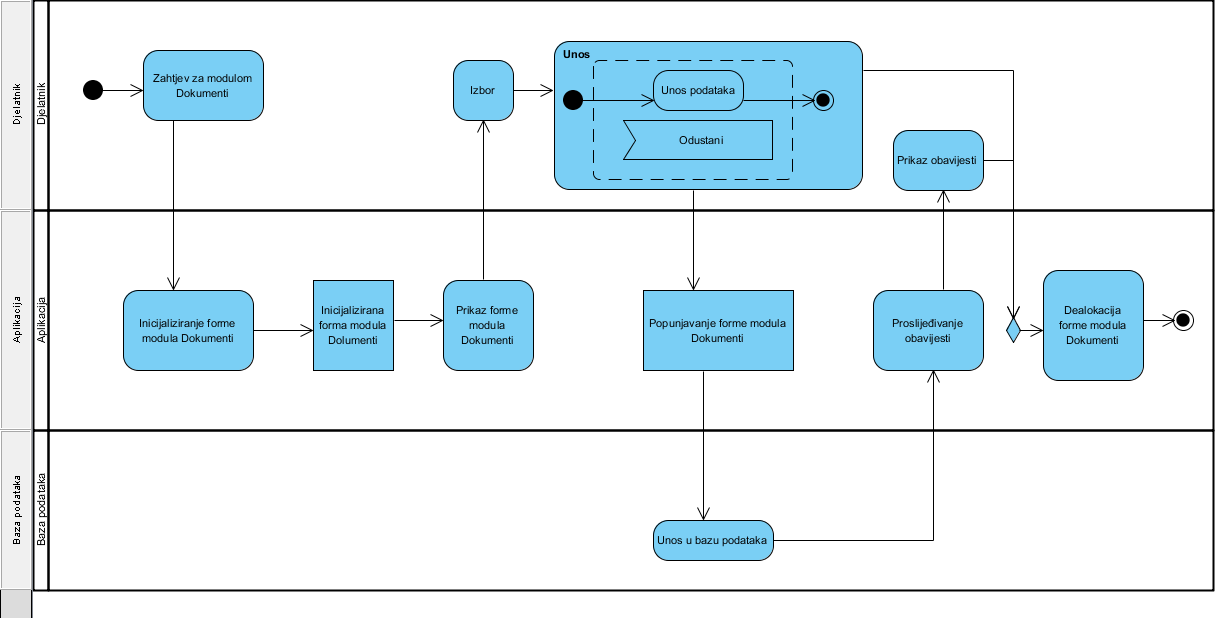 Djelatnik
Djelatnik
Zahtjev za modulom
Dokumenti
Izbor
Unos
Unos podataka
Odustani
Prikaz obavijesti
Aplikacija
Aplikacija
Inicijaliziranje forme
modula Dokumenti
Inicijalizirana
forma modula
Dolumenti
Prikaz forme
modula
Dokumenti
Popunjavanje forme modula
Dokumenti
Proslijeđivanje
obavijesti
Dealokacija
forme modula
Dokumenti
Baza podataka
Baza podataka
Unos u bazu podataka